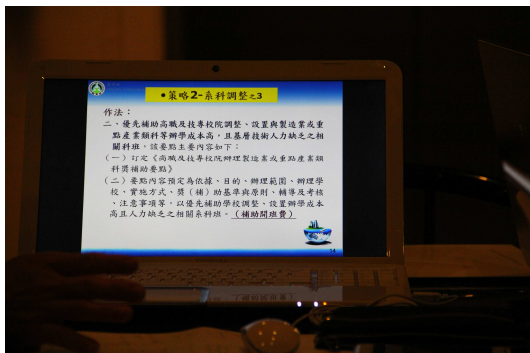 •策略2-系科調整之3
作法：
二、優先補助高職及技專校院調整、設置與製造業或重
點產業類科等辦學成本高，且基層技術人力缺乏之相
關科班，該要點主要內容如下：
（一）訂定《高職及技專校院辦理製造業或重點產業類
科獎補助要點》
（二）要點內容預定為依據、目的、辦理範圍、辦理學
校、實施方式、獎（補）助基準與原則、輔導及考核
、注意事項等，以優先補助學校調整、設置辦學成本
高且人力缺乏之相關系科班。（補助開班費）
14